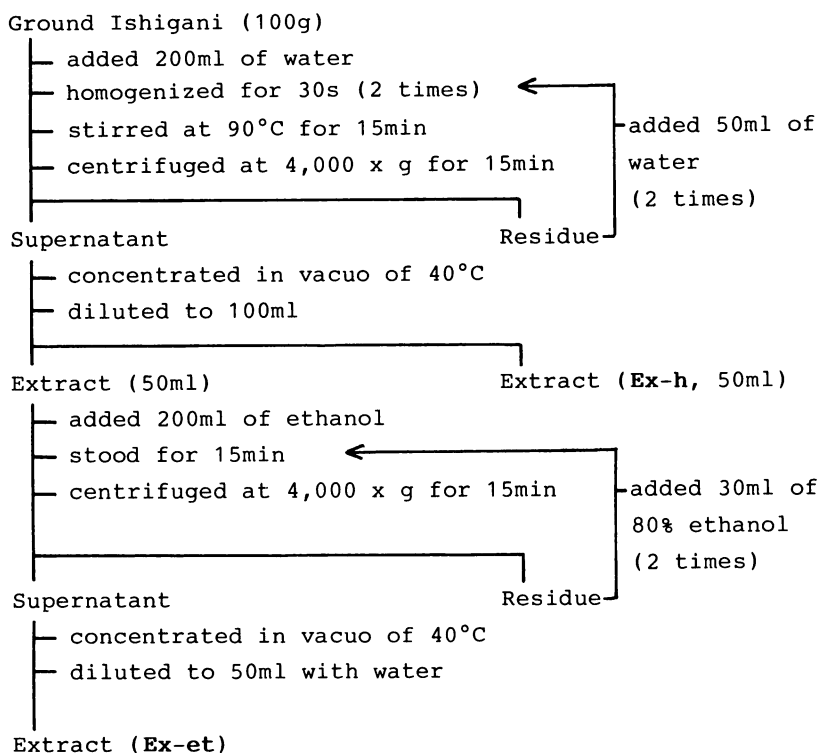 Ground Ishigani (100g)
added 200ml of water
homogenized for 30s (2 times)
stirred at 90°C for 15min
centrifuged at 4,000 x g for 15min
added 50ml of
water
(2 times)
Supernatant
Residue
concentrated in vacuo of 40°C
diluted to 100ml
Extract (50ml)
Extract (Ex-h, 50ml)
added 200ml of ethanol
stood for 15min
centrifuged at 4,000 x g for 15min
added 30ml of
80% ethanol
(2 times)
Supernatant
Residue
concentrated in vacuo of 40°C
diluted to 50ml with water
Extract (Ex-et)